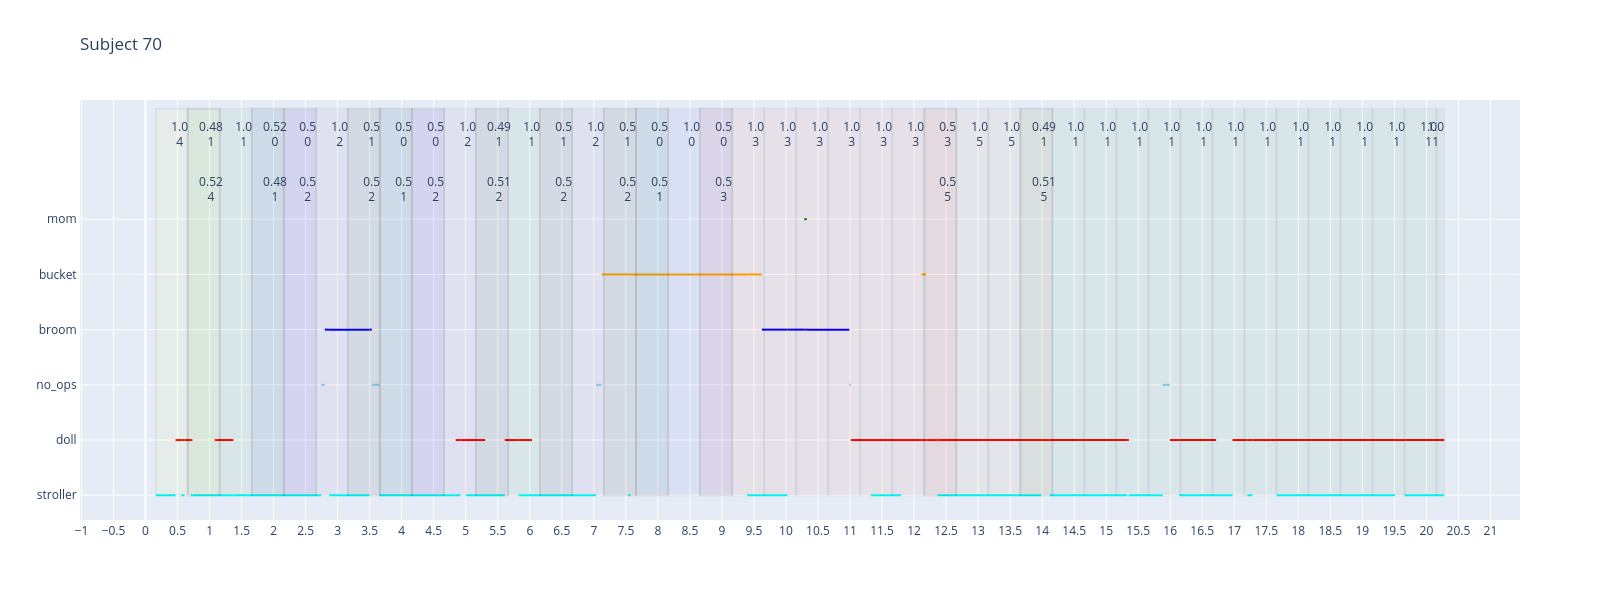 Subject 70
1.0 0.48 1.0 0.52 0.5 1.0 0.5 0.5 0.5 1.0 0.49 1.0 0.5 1.0 0.5 0.5 1.0 0.5 1.0 1.0 1.0 1.0 1.0 1.0 0.5 1.0 1.0 0.49 1.0 1.0 1.0 1.0 1.0 1.0 1.0 1.0 1.0 1.0 1.0
4 1 1 0 0 2 1 0 0 2 1 1 1 2 1 0 0 0 3 3 3 3 3 3 3 5 5 1 1 1 1 1 1 1 1 1 1 1 1 1
0.52 0.48 0.5 0.5 0.5 0.5 0.51 0.5 0.5 0.5 0.5 0.5 0.51
4 1 2 2 1 2 2 2 2 1 3 5 5
mom
bucket
broom
no_ops
doll
stroller
−1 −0.5 0 0.5 1 1.5 2 2.5 3 3.5 4 4.5 5 5.5 6 6.5 7 7.5 8 8.5 9 9.5 10 10.5 11 11.5 12 12.5 13 13.5 14 14.5 15 15.5 16 16.5 17 17.5 18 18.5 19 19.5 20 20.5 21